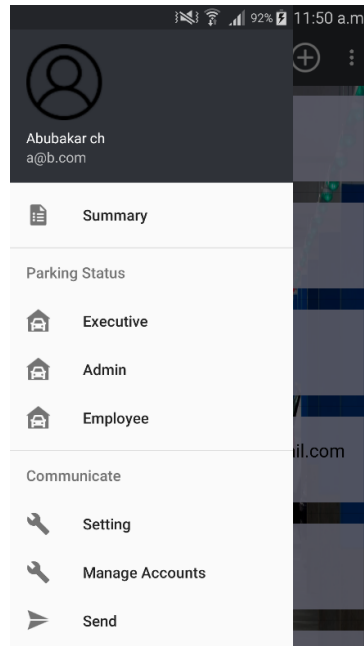 92% 11:50 a.m
Abubakar ch
a@b.com
Summary
Parking Status
Executive
Admin
Employee
il.com
Communicate
Setting
Manage Accounts
Send